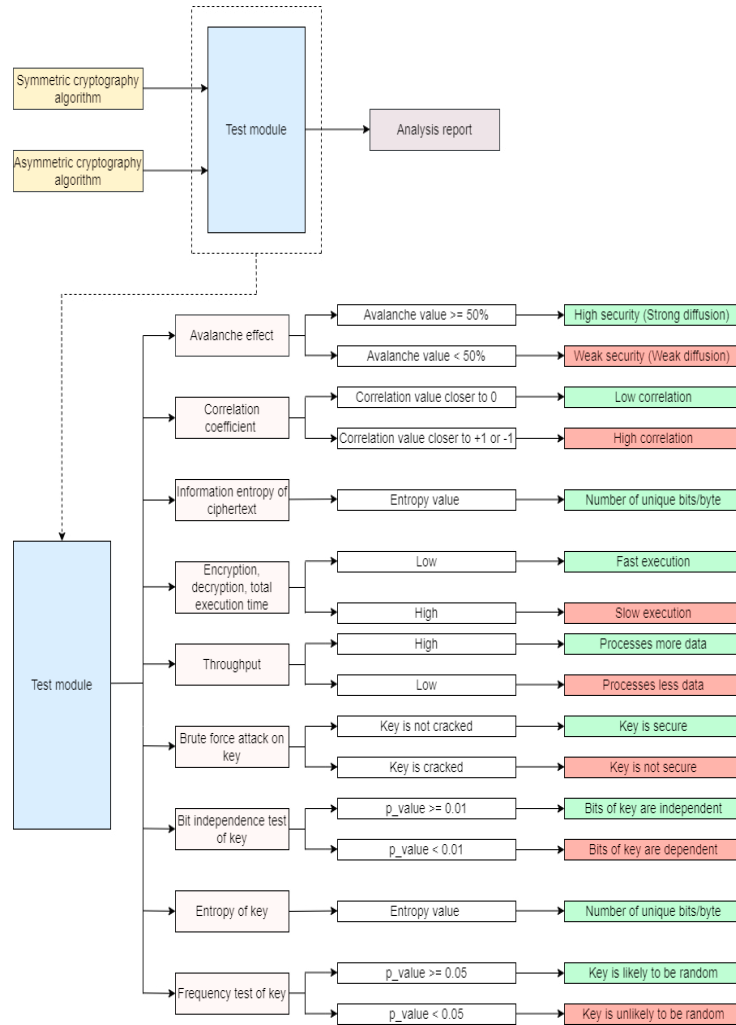 Symmetric cryptography
algorithm
Test module
Analysis report
Asymmetric cryptography
algorithm
Avalanche effect
Avalanche value >= 50%
High security (Strong diffusion)
Avalanche value < 50%
Weak security (Weak diffusion)
Correlation
coefficient
Correlation value closer to 0
Low correlation
Correlation value closer to +1 or -1
High correlation
Information entropy of
ciphertext
Entropy value
Number of unique bits/byte
Test module
Encryption,
decryption, total
execution time
Low
Fast execution
High
Slow execution
Throughput
High
Processes more data
Low
Processes less data
Brute force attack on
key
Key is not cracked
Key is secure
Key is cracked
Key is not secure
Bit independence test
of key
p_value >= 0.01
Bits of key are independent
p_value < 0.01
Bits of key are dependent
Entropy of key
Entropy value
Number of unique bits/byte
Frequency test of key
p_value >= 0.05
Key is likely to be random
p_value < 0.05
Key is unlikely to be random